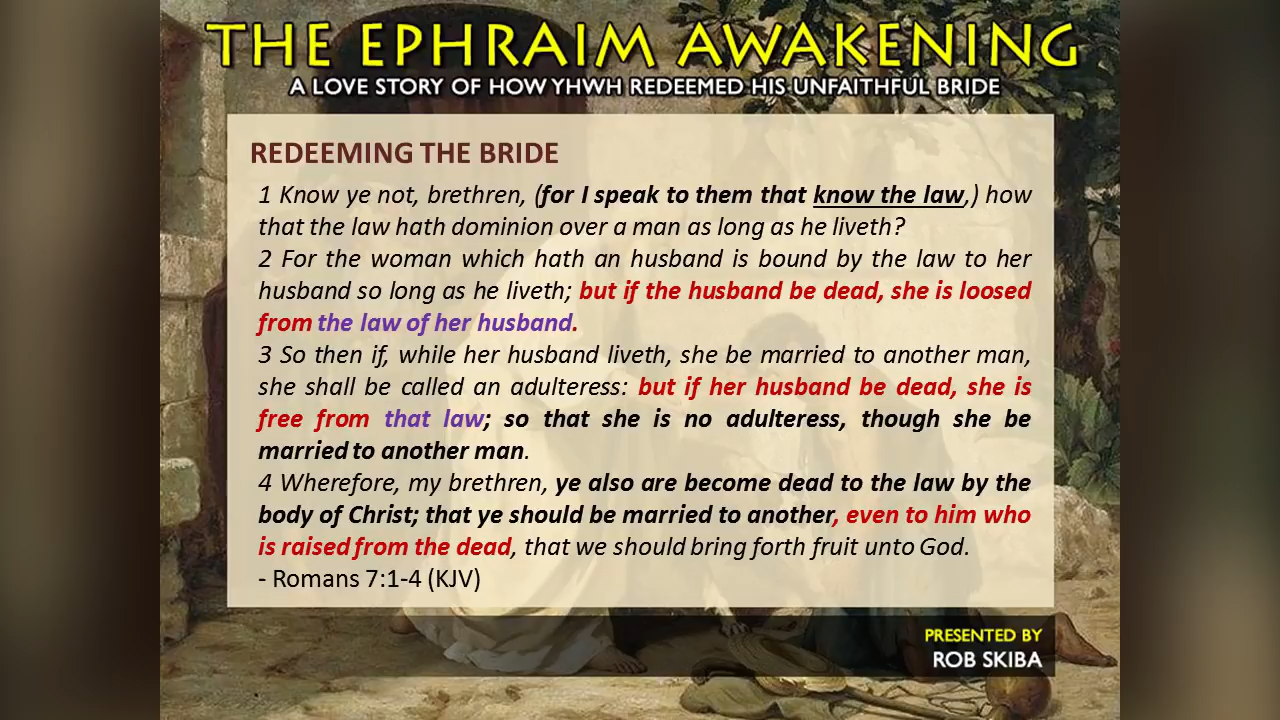 THE EPHRAIM AWAKENING
A LOVE STORY OF HOW YHWH REDEEMED HIS UNFAITHFUL BRIDE
REDEEMING THE BRIDE
1 Know ye not, brethren, (for I speak to them that know the law,) how
that the law hath dominion over a man as long as he liveth?
2 For the woman which hath an husband is bound by the law to her
husband so long as he liveth; but if the husband be dead, she is loosed
from the law of her husband.
3 So then if, while her husband liveth, she be married to another man,
she shall be called an adulteress: but if her husband be dead, she is
free from that law; so that she is no adulteress, though she be
married to another man.
4 Wherefore, my brethren, ye also are become dead to the law by the
body of Christ; that ye should be married to another, even to him who
is raised from the dead, that we should bring forth fruit unto God.
- Romans 7:1-4 (KJV)
PRESENTED BY
ROB SKIBA